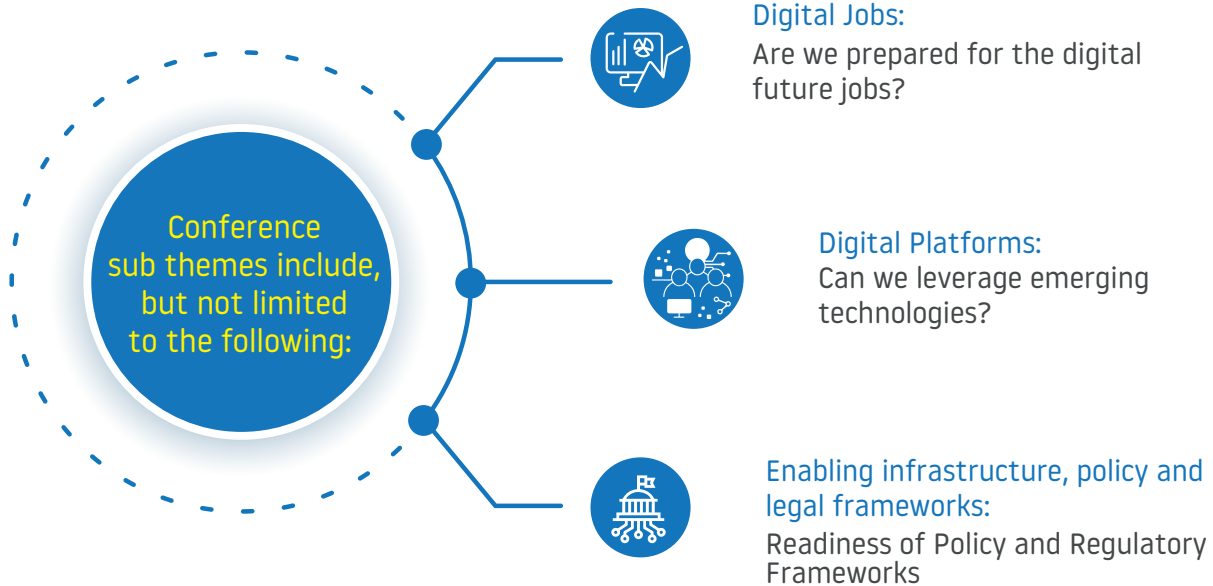 Conference
sub themes include,
but not limited
to the following:
Digital Jobs:
Are we prepared for the digital
future jobs?
Digital Platforms:
Can we leverage emerging
technologies?
Enabling infrastructure, policy and
legal frameworks:
Readiness of Policy and Regulatory
Frameworks